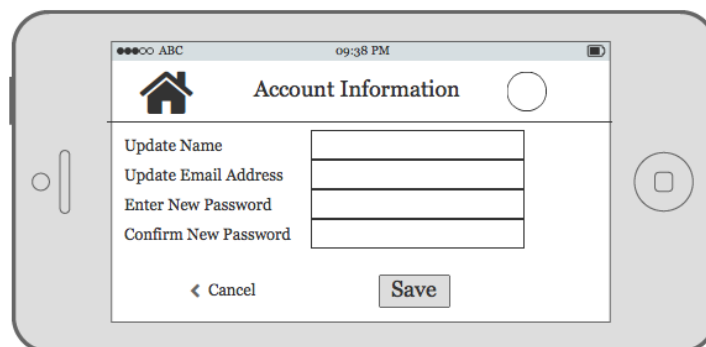 ●●●○○ ABC 09:38 PM
Account Information
Update Name
Update Email Address
Enter New Password
Confirm New Password
Cancel Save